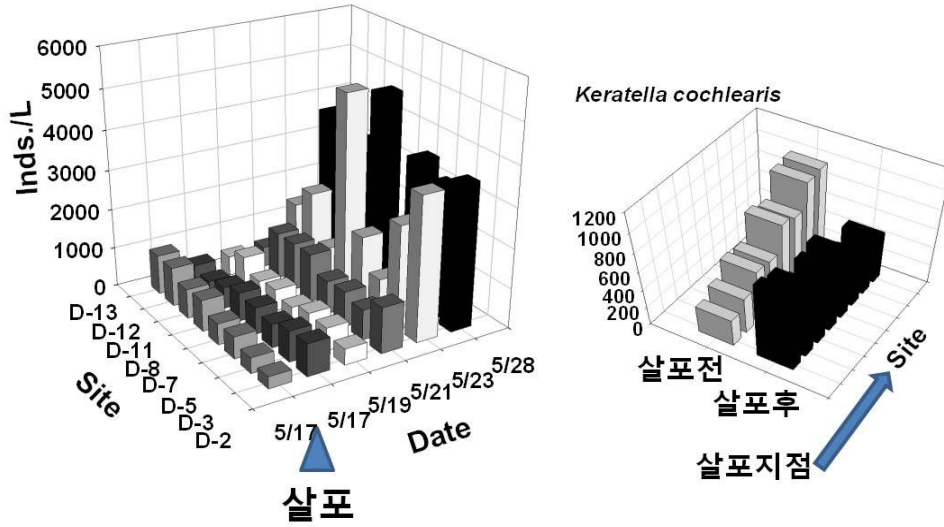 6000
5000
4000
3000
2000
1000
0
Inds./L
D-13
D-12
D-11
D-8
D-7
D-5
D-3
D-2
Site
5/17
5/17
5/19
5/21
5/23
5/28
Date
살포
Keratella cochlearis
1200
1000
800
600
400
200
0
살포전
살포후
살포지점
Site